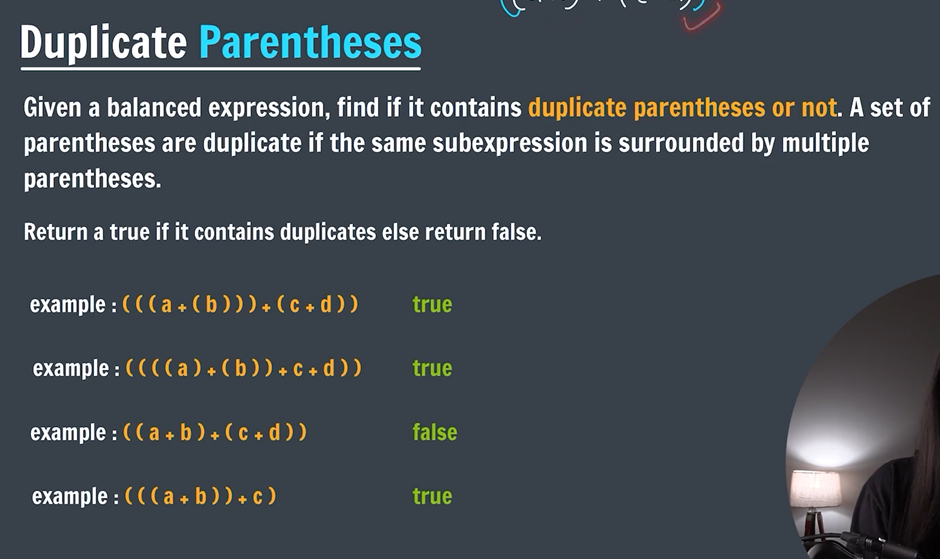 Duplicate Parentheses
Given a balanced expression, find if it contains duplicate parentheses or not. A set of
parentheses are duplicate if the same subexpression is surrounded by multiple
parentheses.
Return a true if it contains duplicates else return false.
example : (((a+(b)))+(c+d)) true
example : ((((a)+(b))+c+d)) true
example : ((a+b)+(c+d)) false
example : (((a+b))+c) true